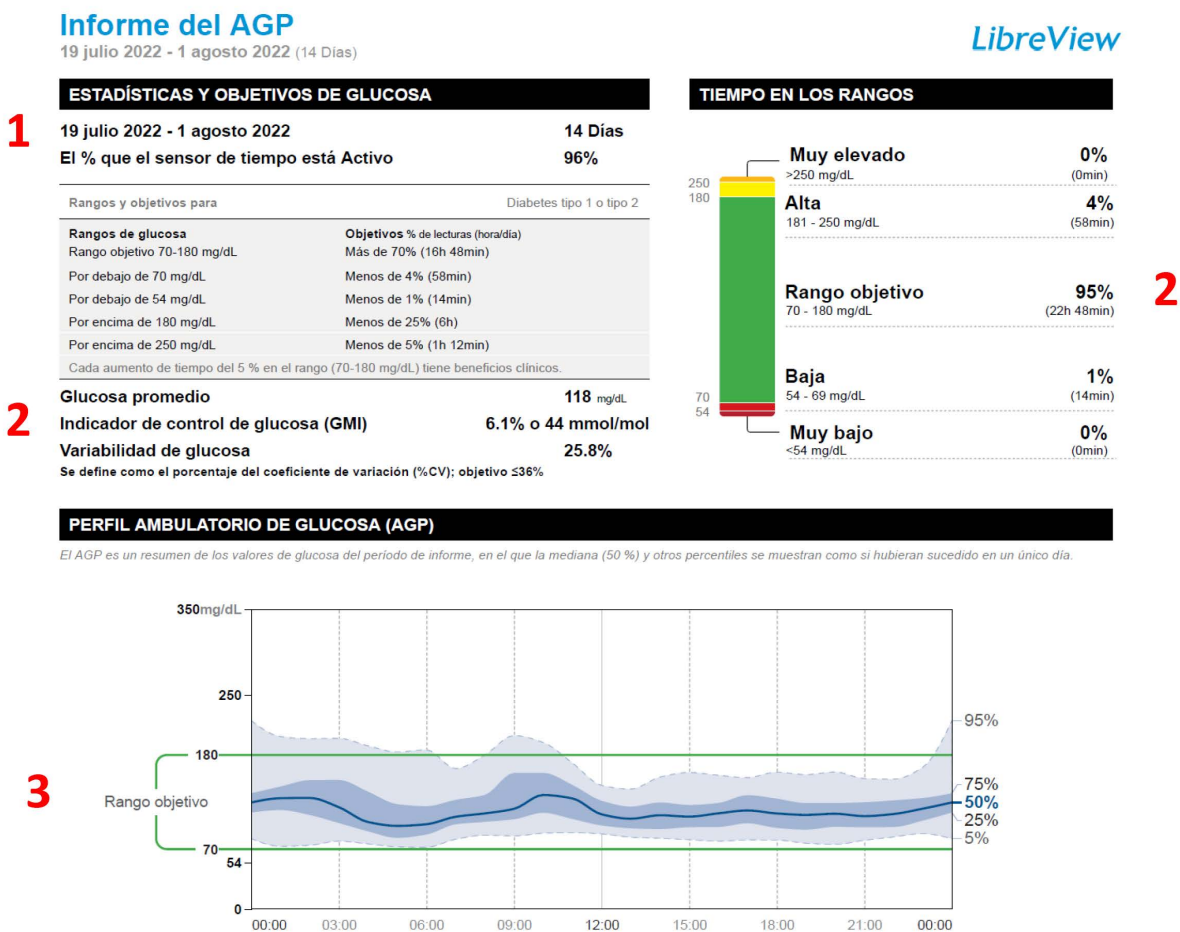 Informe del AGP
19 julio 2022 - 1 agosto 2022 (14 Días)
LibreView
ESTADÍSTICAS Y OBJETIVOS DE GLUCOSA
1
19 julio 2022 - 1 agosto 2022 14 Días
El % que el sensor de tiempo está Activo 96%
Rangos y objetivos para Diabetes tipo 1 o tipo 2
Rangos de glucosa Objetivos % de lecturas (hora/día)
Rango objetivo 70-180 mg/dL Más de 70% (16h 48min)
Por debajo de 70 mg/dL Menos de 4% (58min)
Por debajo de 54 mg/dL Menos de 1% (14min)
Por encima de 180 mg/dL Menos de 25% (6h)
Por encima de 250 mg/dL Menos de 5% (1h 12min)
Cada aumento de tiempo del 5 % en el rango (70-180 mg/dL) tiene beneficios clínicos.
2
Glucosa promedio 118 mg/dL
Indicador de control de glucosa (GMI) 6.1% o 44 mmol/mol
Variabilidad de glucosa 25.8%
Se define como el porcentaje del coeficiente de variación (%CV); objetivo ≤36%
TIEMPO EN LOS RANGOS
Muy elevado 0%
>250 mg/dL (0min)
250
180
Alta 4%
181 - 250 mg/dL (58min)
Rango objetivo 95%
70 - 180 mg/dL (22h 48min)
2
Baja 1%
54 - 69 mg/dL (14min)
70
54
Muy bajo 0%
<54 mg/dL (0min)
PERFIL AMBULATORIO DE GLUCOSA (AGP)
El AGP es un resumen de los valores de glucosa del período de informe, en el que la mediana (50 %) y otros percentiles se muestran como si hubieran sucedido en un único día.
350mg/dL
250
95%
180
3
Rango objetivo
75%
50%
25%
5%
70
54
0
00:00 03:00 06:00 09:00 12:00 15:00 18:00 21:00 00:00